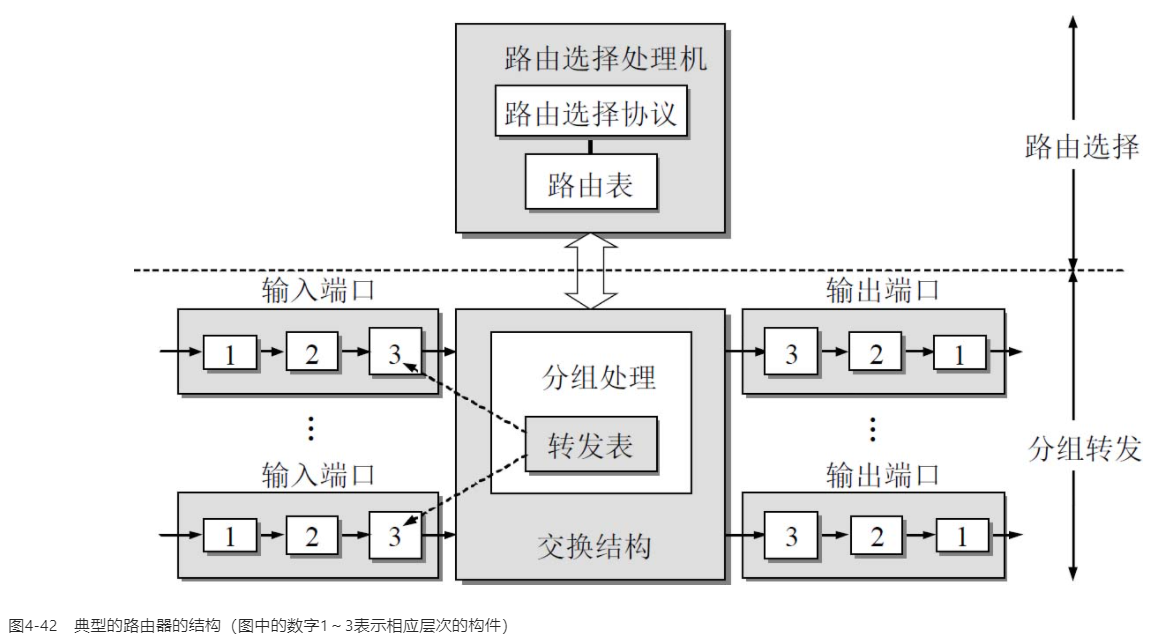 路由选择处理机
路由选择协议
路由表
路由选择
输入端口
输出端口
1 2 3
分组处理
3 2 1
转发表
⋮
⋮
分组转发
输入端口
输出端口
1 2 3
交换结构
3 2 1
图4-42 典型的路由器的结构（图中的数字1～3表示相应层次的构件）